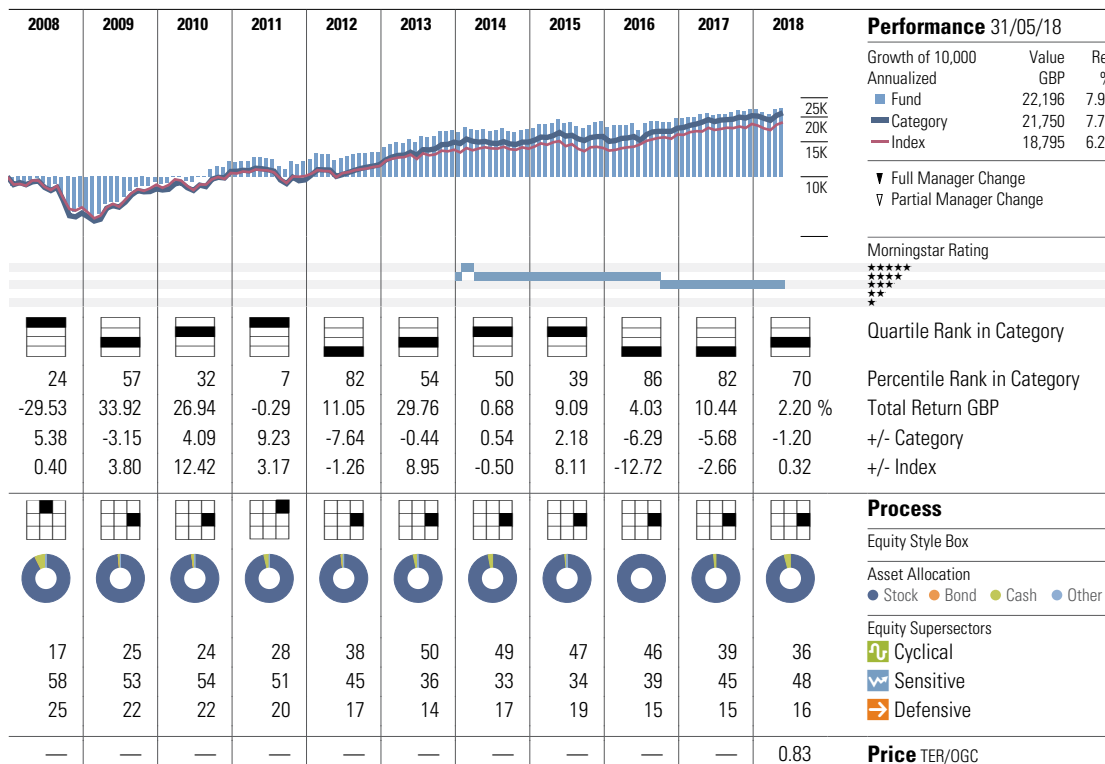 2008 2009 2010 2011 2012 2013 2014 2015 2016 2017 2018
Performance 31/05/18
Growth of 10,000 Value Re
Annualized GBP %
Fund 22,196 7.9
Category 21,750 7.7
Index 18,795 6.2
25K
20K
15K
10K
▼ Full Manager Change
▽ Partial Manager Change
Morningstar Rating
★★★★★
★★★★
★★★
★★
★
Quartile Rank in Category
24 57 32 7 82 54 50 39 86 82 70 Percentile Rank in Category
-29.53 33.92 26.94 -0.29 11.05 29.76 0.68 9.09 4.03 10.44 2.20 % Total Return GBP
5.38 -3.15 4.09 9.23 -7.64 -0.44 0.54 2.18 -6.29 -5.68 -1.20 +/- Category
0.40 3.80 12.42 3.17 -1.26 8.95 -0.50 8.11 -12.72 -2.66 0.32 +/- Index
Process
Equity Style Box
Asset Allocation
Stock Bond Cash Other
Equity Supersectors
17 25 24 28 38 50 49 47 46 39 36 Cyclical
58 53 54 51 45 36 33 34 39 45 48 Sensitive
25 22 22 20 17 14 17 19 15 15 16 Defensive
— — — — — — — — — — 0.83 Price TER/OGC